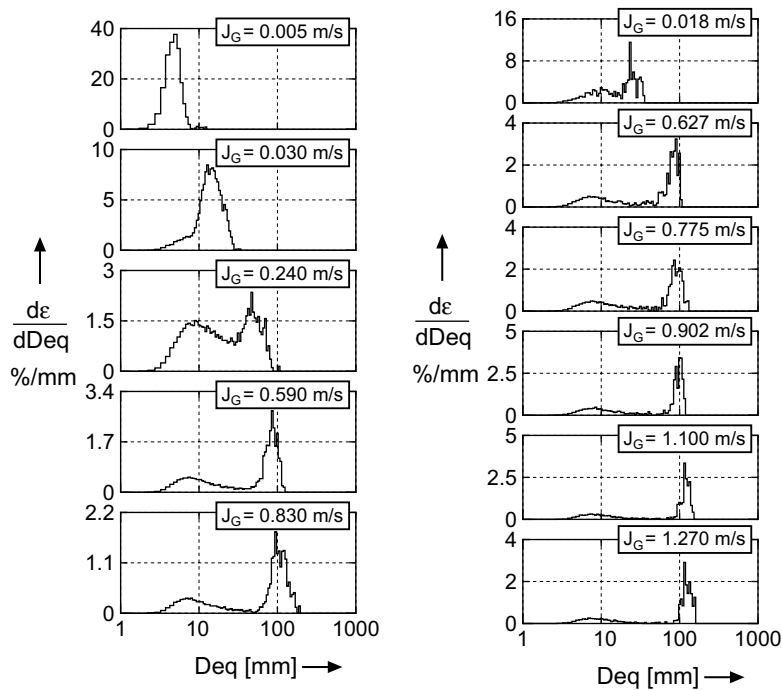 J_G = 0.005 m/s
40
20
0
J_G = 0.030 m/s
10
5
0
J_G = 0.240 m/s
3
1.5
0
J_G = 0.590 m/s
3.4
1.7
0
J_G = 0.830 m/s
2.2
1.1
0
1 10 100 1000
Deq [mm]
dε
dDeq
%/mm
J_G = 0.018 m/s
16
8
0
J_G = 0.627 m/s
4
2
0
J_G = 0.775 m/s
4
2
0
J_G = 0.902 m/s
5
2.5
0
J_G = 1.100 m/s
5
2.5
0
J_G = 1.270 m/s
4
2
0
1 10 100 1000
Deq [mm]
dε
dDeq
%/mm